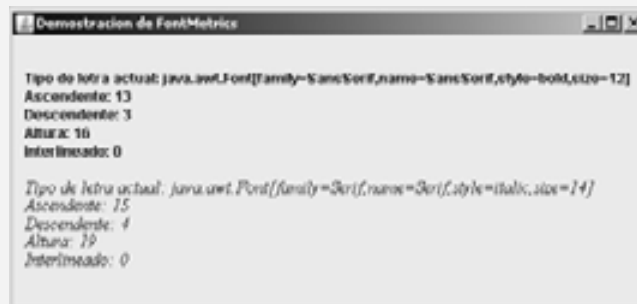 Demostracion de FontMetrics
Tipo de letra actual: java.awt.Font[family=SansSerif,name=SansSerif,style=bold,size=12]
Ascendente: 13
Descendente: 3
Altura: 16
Interlineado: 0
Tipo de letra actual: java.awt.Font[family=Serif,name=Serif,style=italic,size=14]
Ascendente: 15
Descendente: 4
Altura: 19
Interlineado: 0